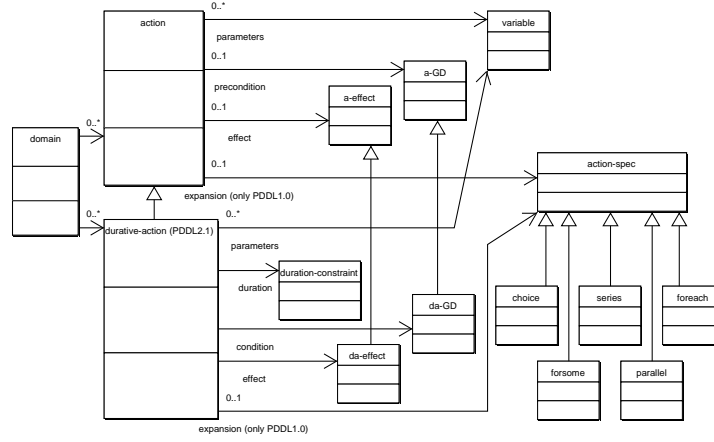 0..*
action
variable
parameters
0..1
a-GD
precondition
a-effect
0..1
0..*
domain
effect
0..1
action-spec
expansion (only PDDL1.0)
0..*
0..*
durative-action (PDDL2.1)
parameters
duration-constraint
duration
choice
series
foreach
da-GD
condition
da-effect
effect
forsome
parallel
0..1
expansion (only PDDL1.0)